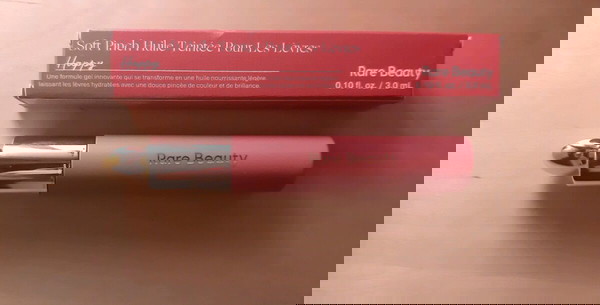 Soft Pinch Huile Teintée Pour Les Lèvres
Happy
Une formule gel innovante qui se transforme en une huile nourrissante légère,
laissant les lèvres hydratées avec une douce pincée de couleur et de brillance.
Rare Beauty
0.10 fl. oz. / 3.0 mL
Rare Beauty